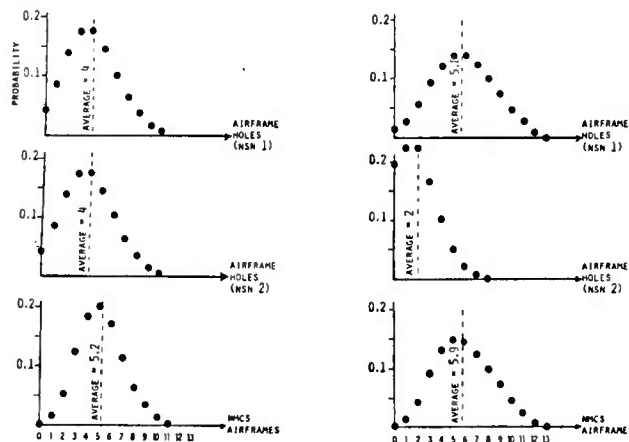 0.2
PROBABILITY
0.1
AVERAGE = 4
AIRFRAME
HOLES
(NSN 1)
0.2
0.1
AIRFRAME
HOLES
(NSN 1)
0.2
0.1
AVERAGE = 4
AIRFRAME
HOLES
(NSN 2)
0.2
0.1
AVERAGE = 2
AIRFRAME
HOLES
(NSN 2)
0.2
0.1
AVERAGE = 5.2
NMCS
AIRFRAMES
0 1 2 3 4 5 6 7 8 9 10 11 12 13
0.2
0.1
AVERAGE = 5.9
NMCS
AIRFRAMES
0 1 2 3 4 5 6 7 8 9 10 11 12 13